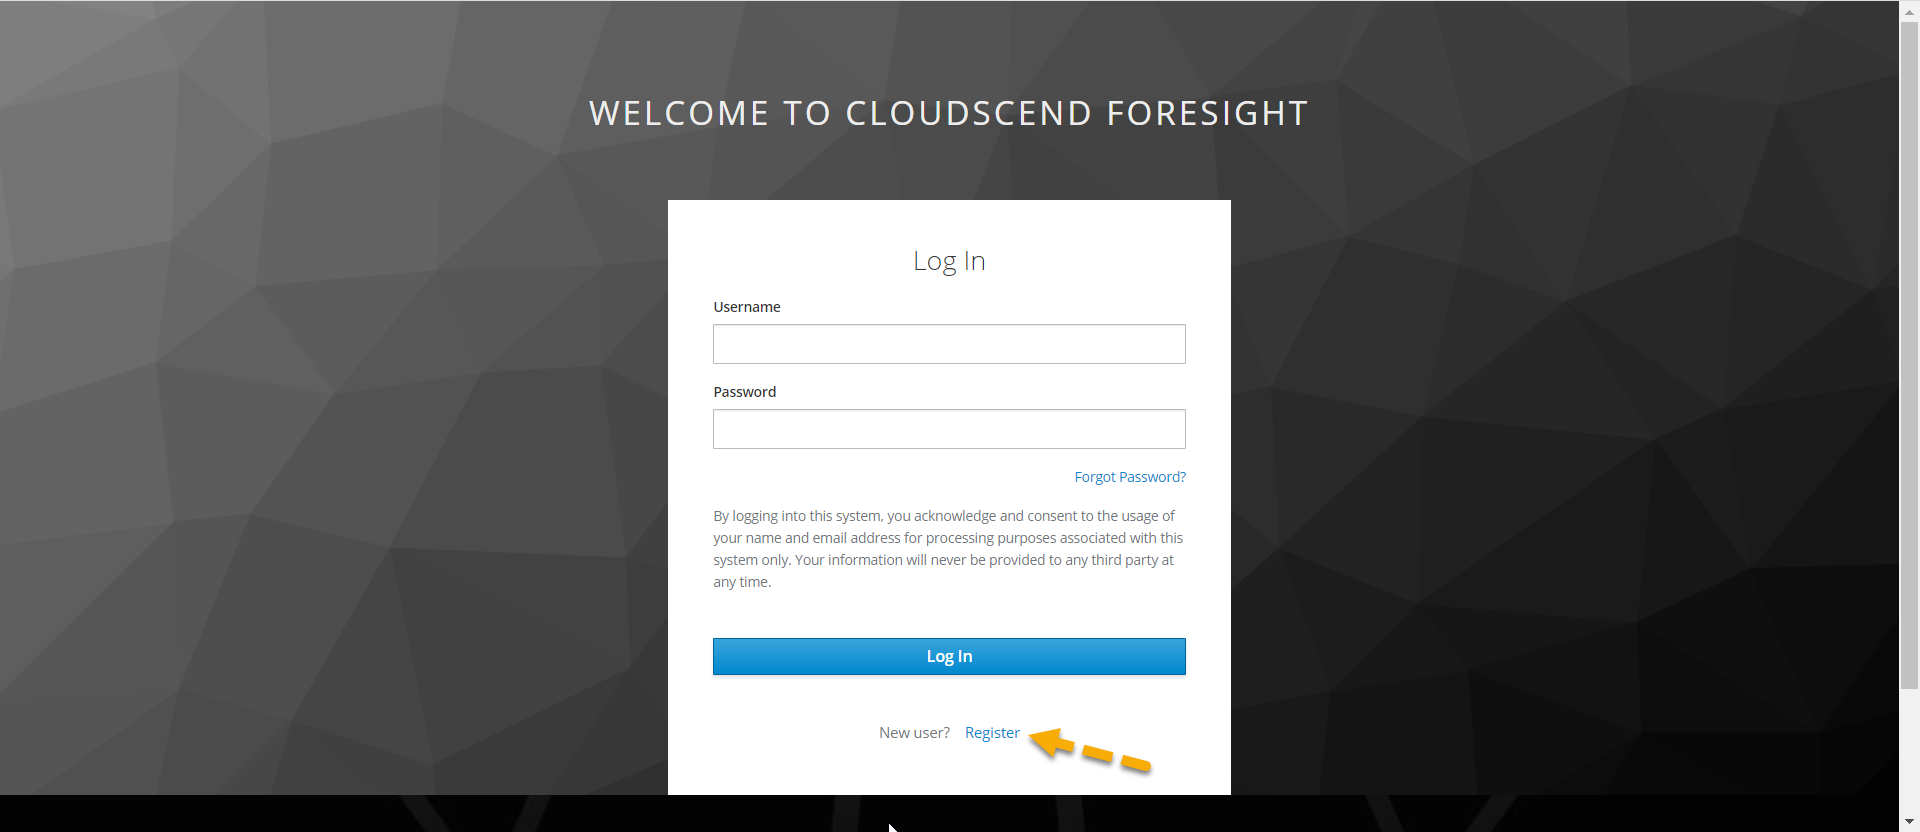 WELCOME TO CLOUDSCEND FORESIGHT
Log In
Username
Password
Forgot Password?
By logging into this system, you acknowledge and consent to the usage of
your name and email address for processing purposes associated with this
system only. Your information will never be provided to any third party at
any time.
Log In
New user? Register